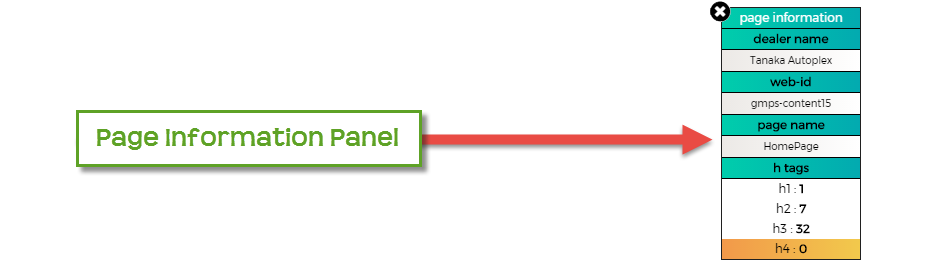 page information
dealer name
Tanaka Autoplex
web-id
gmps-content15
page name
HomePage
h tags
h1 : 1
h2 : 7
h3 : 32
h4 : 0
Page Information Panel